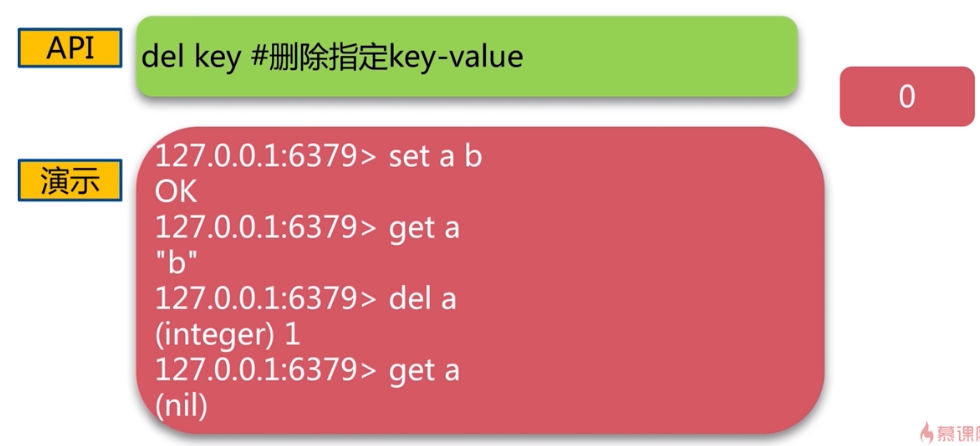 API
del key #删除指定key-value
0
演示
127.0.0.1:6379> set a b
OK
127.0.0.1:6379> get a
"b"
127.0.0.1:6379> del a
(integer) 1
127.0.0.1:6379> get a
(nil)
慕课